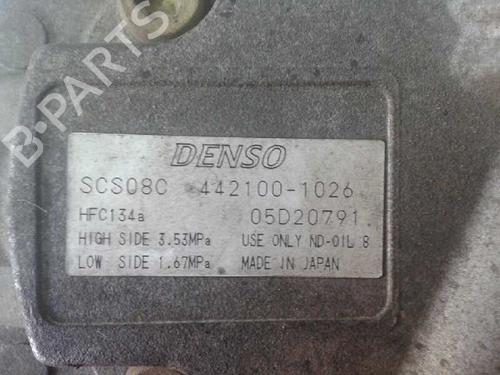 DENSO
SCS08C 442100-1026
HFC134a 05D20791
HIGH SIDE 3.53MPa USE ONLY ND-OIL 8
LOW SIDE 1.67MPa MADE IN JAPAN
B-PARTS